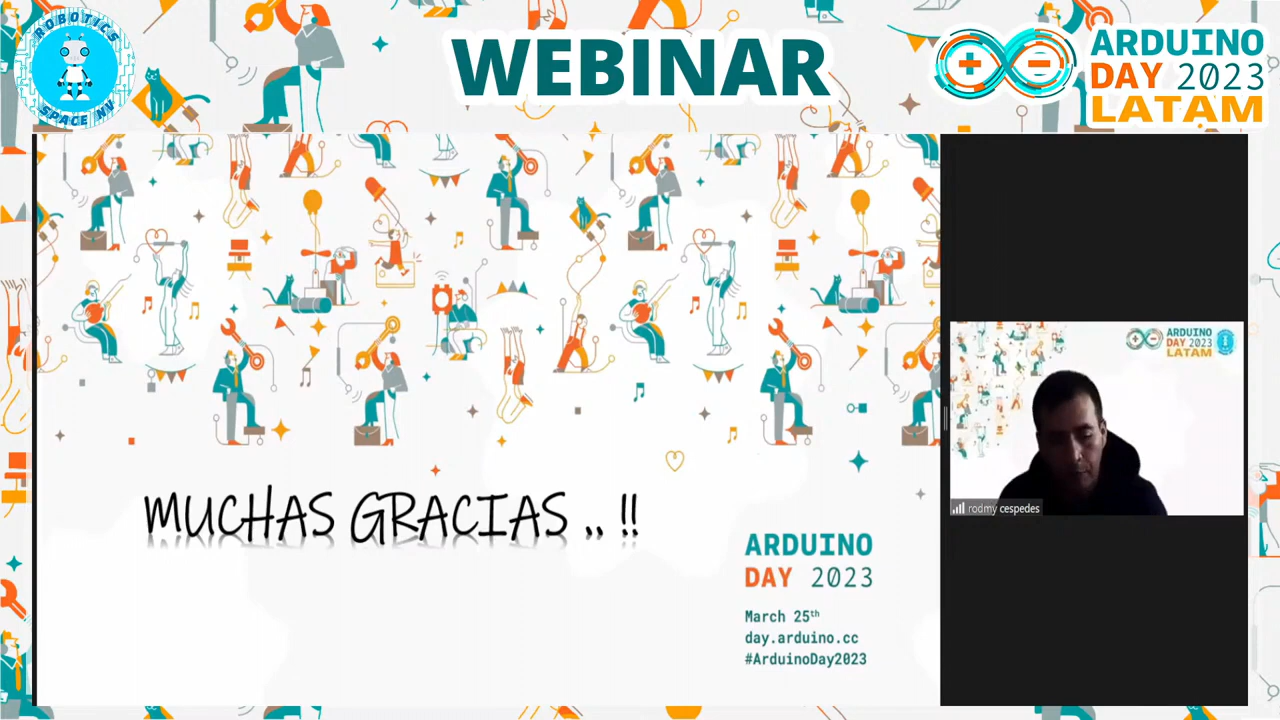 ROBOTICS
SPACE NV
WEBINAR
ARDUINO
DAY 2023
LATAM
MUCHAS GRACIAS .. !!
ARDUINO
DAY 2023
March 25th
day.arduino.cc
#ArduinoDay2023
ARDUINO
DAY 2023
LATAM
rodmy cespedes